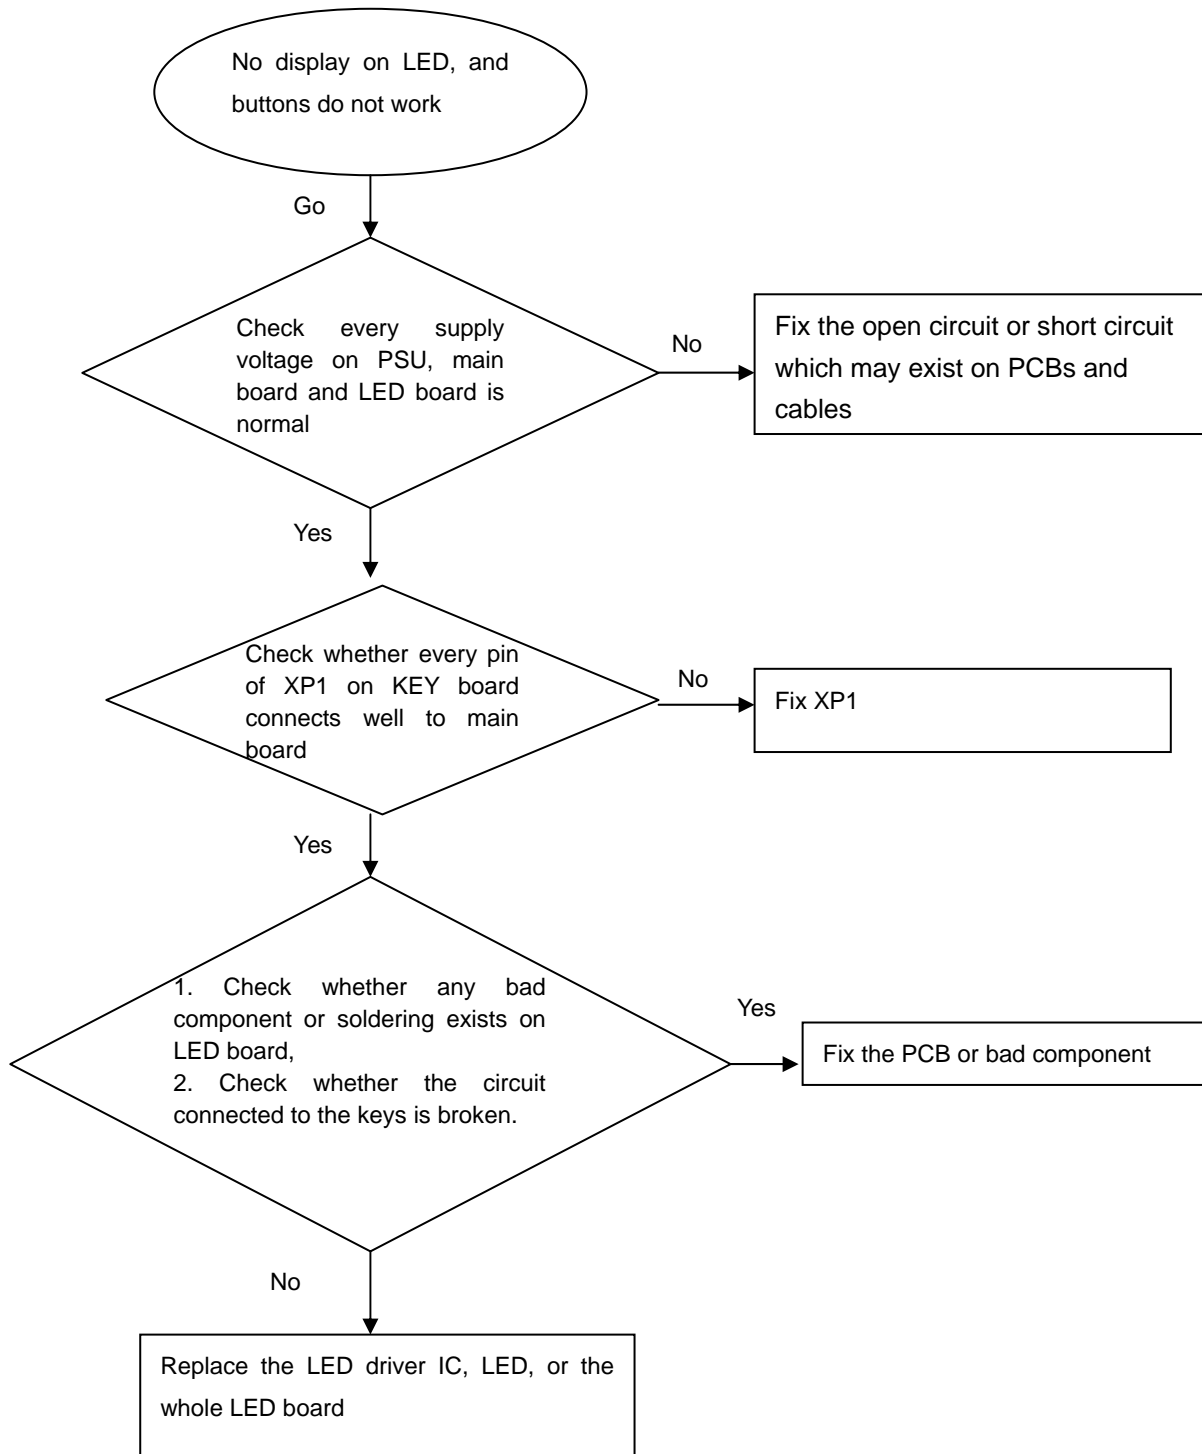 No display on LED, and
buttons do not work
Go
Check every supply
voltage on PSU, main
board and LED board is
normal
No
Fix the open circuit or short circuit
which may exist on PCBs and
cables
Yes
Check whether every pin
of XP1 on KEY board
connects well to main
board
No
Fix XP1
Yes
1. Check whether any bad
component or soldering exists on
LED board,
2. Check whether the circuit
connected to the keys is broken.
Yes
Fix the PCB or bad component
No
Replace the LED driver IC, LED, or the
whole LED board